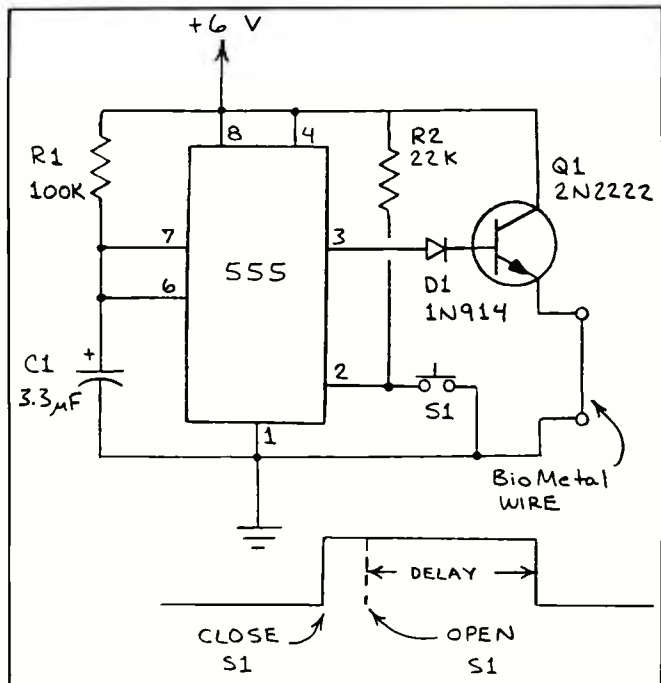 +6 V
R1
100K
8
4
R2
22K
Q1
2N2222
7
3
6
555
D1
1N914
C1
+
3.3µF
2
S1
1
BioMetal
WIRE
DELAY
CLOSE
S1
OPEN
S1